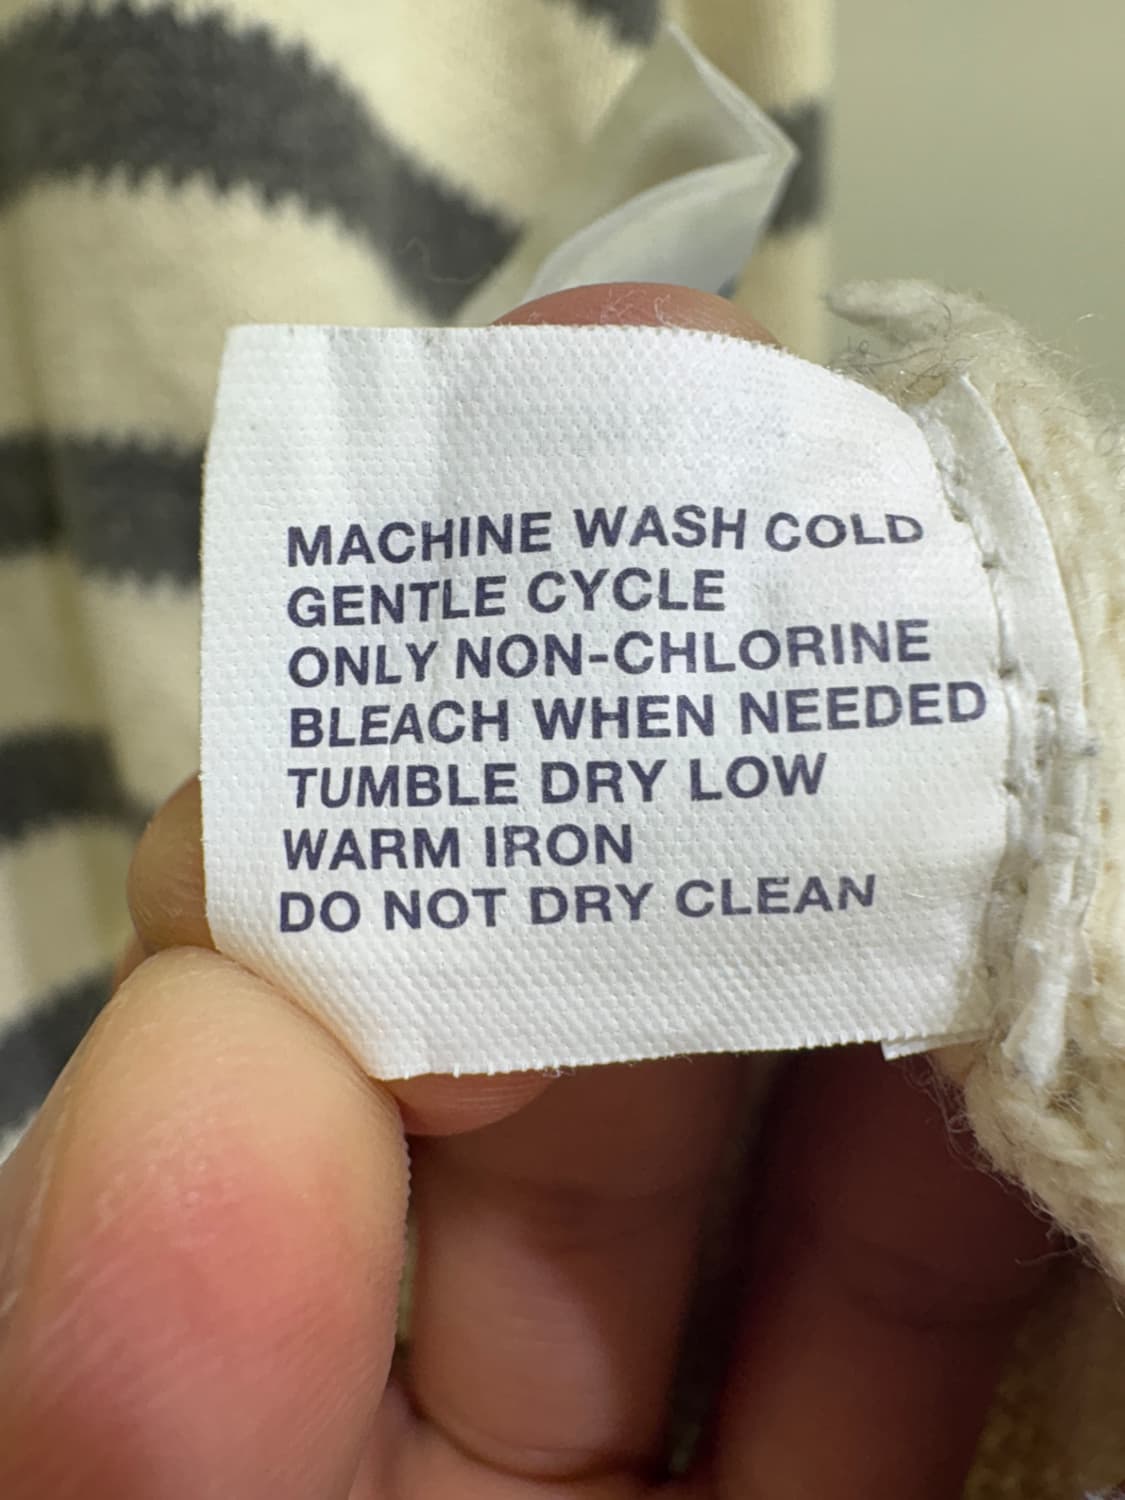 MACHINE WASH COLD
GENTLE CYCLE
ONLY NON-CHLORINE
BLEACH WHEN NEEDED
TUMBLE DRY LOW
WARM IRON
DO NOT DRY CLEAN